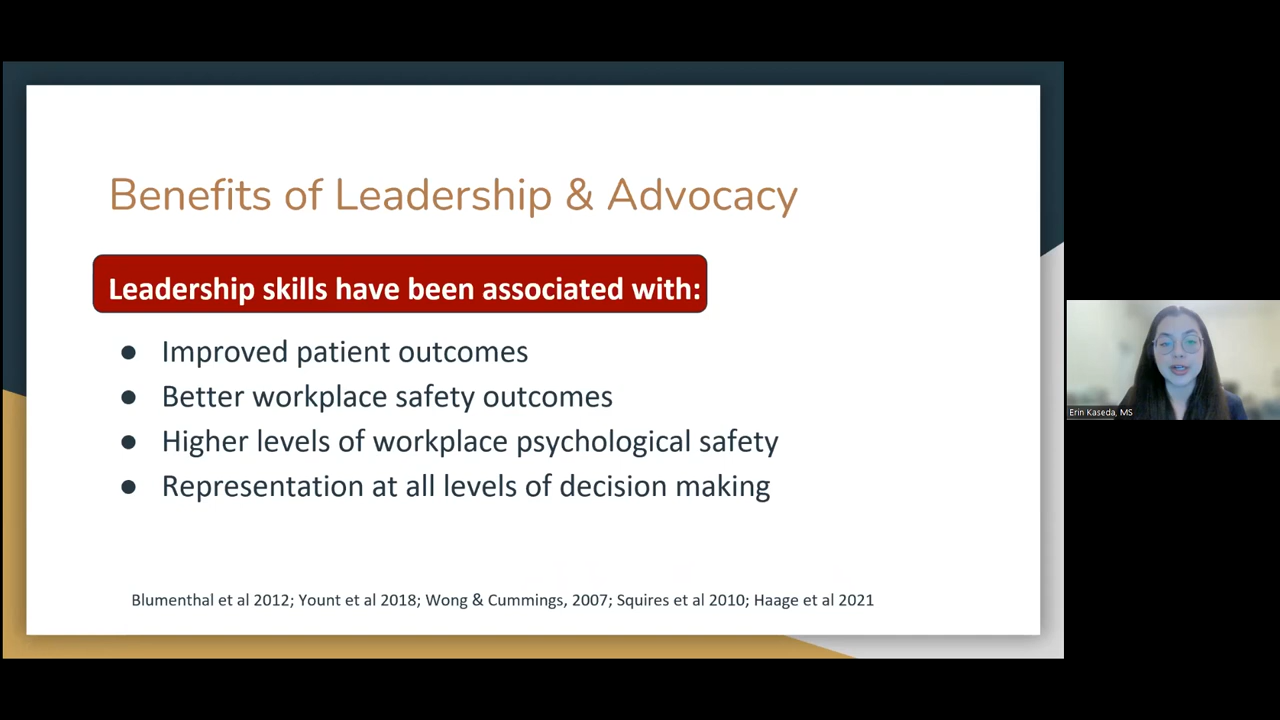 Benefits of Leadership & Advocacy
Leadership skills have been associated with:
● Improved patient outcomes
● Better workplace safety outcomes
● Higher levels of workplace psychological safety
● Representation at all levels of decision making
Blumenthal et al 2012; Yount et al 2018; Wong & Cummings, 2007; Squires et al 2010; Haage et al 2021
Erin Kaseda, MS